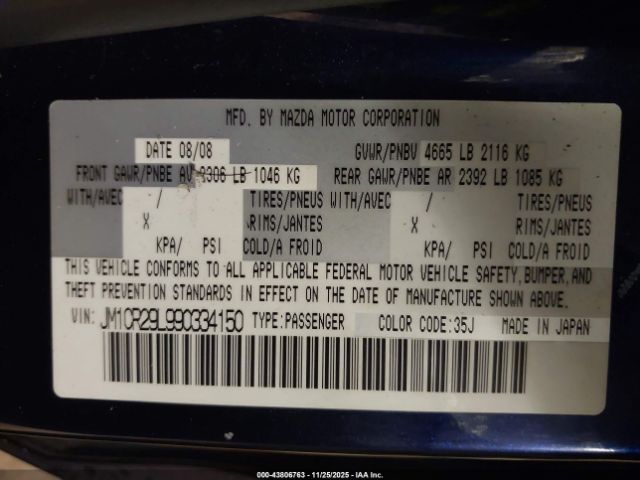 MFD. BY MAZDA MOTOR CORPORATION
DATE 08/08 GVWR/PNBV 4665 LB 2116 KG
FRONT GAWR/PNBE AV 2306 LB 1046 KG REAR GAWR/PNBE AR 2392 LB 1085 KG
WITH/AVEC / TIRES/PNEUS WITH/AVEC / TIRES/PNEUS
X RIMS/JANTES X RIMS/JANTES
KPA/ PSI COLD/A FROID KPA/ PSI COLD/A FROID
THIS VEHICLE CONFORMS TO ALL APPLICABLE FEDERAL MOTOR VEHICLE SAFETY, BUMPER, AND
THEFT PREVENTION STANDARDS IN EFFECT ON THE DATE OF MANUFACTURE SHOWN ABOVE.
VIN: JM1CR29L990334150 TYPE:PASSENGER COLOR CODE:35J MADE IN JAPAN
000-43806763 - 11/25/2025 - IAA Inc.